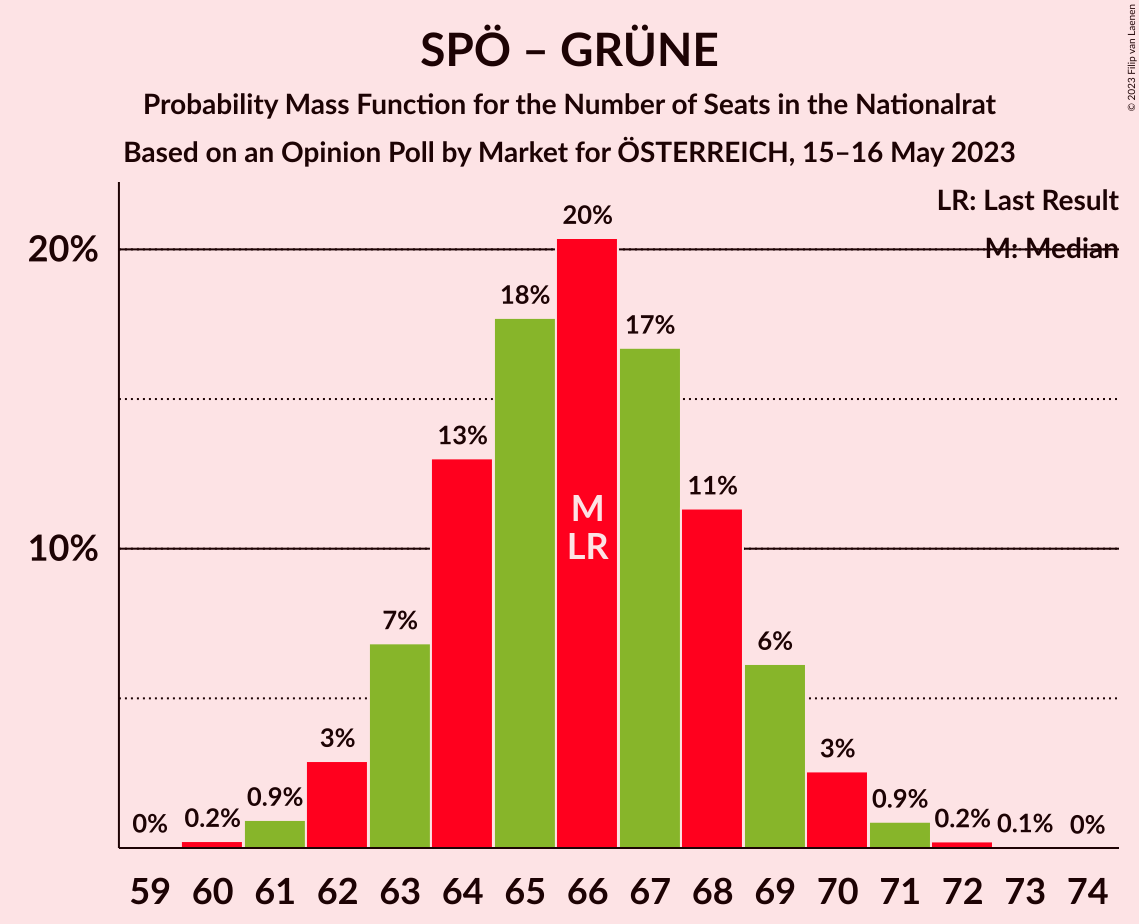 SPÖ – GRÜNE
Probability Mass Function for the Number of Seats in the Nationalrat
Based on an Opinion Poll by Market for ÖSTERREICH, 15–16 May 2023
© 2023 Filip van Laenen
LR: Last Result
M: Median
20%
10%
0%
0.2%
0.9%
3%
7%
13%
18%
20%
17%
11%
6%
3%
0.9%
0.2%
0.1%
0%
M
LR
59 60 61 62 63 64 65 66 67 68 69 70 71 72 73 74